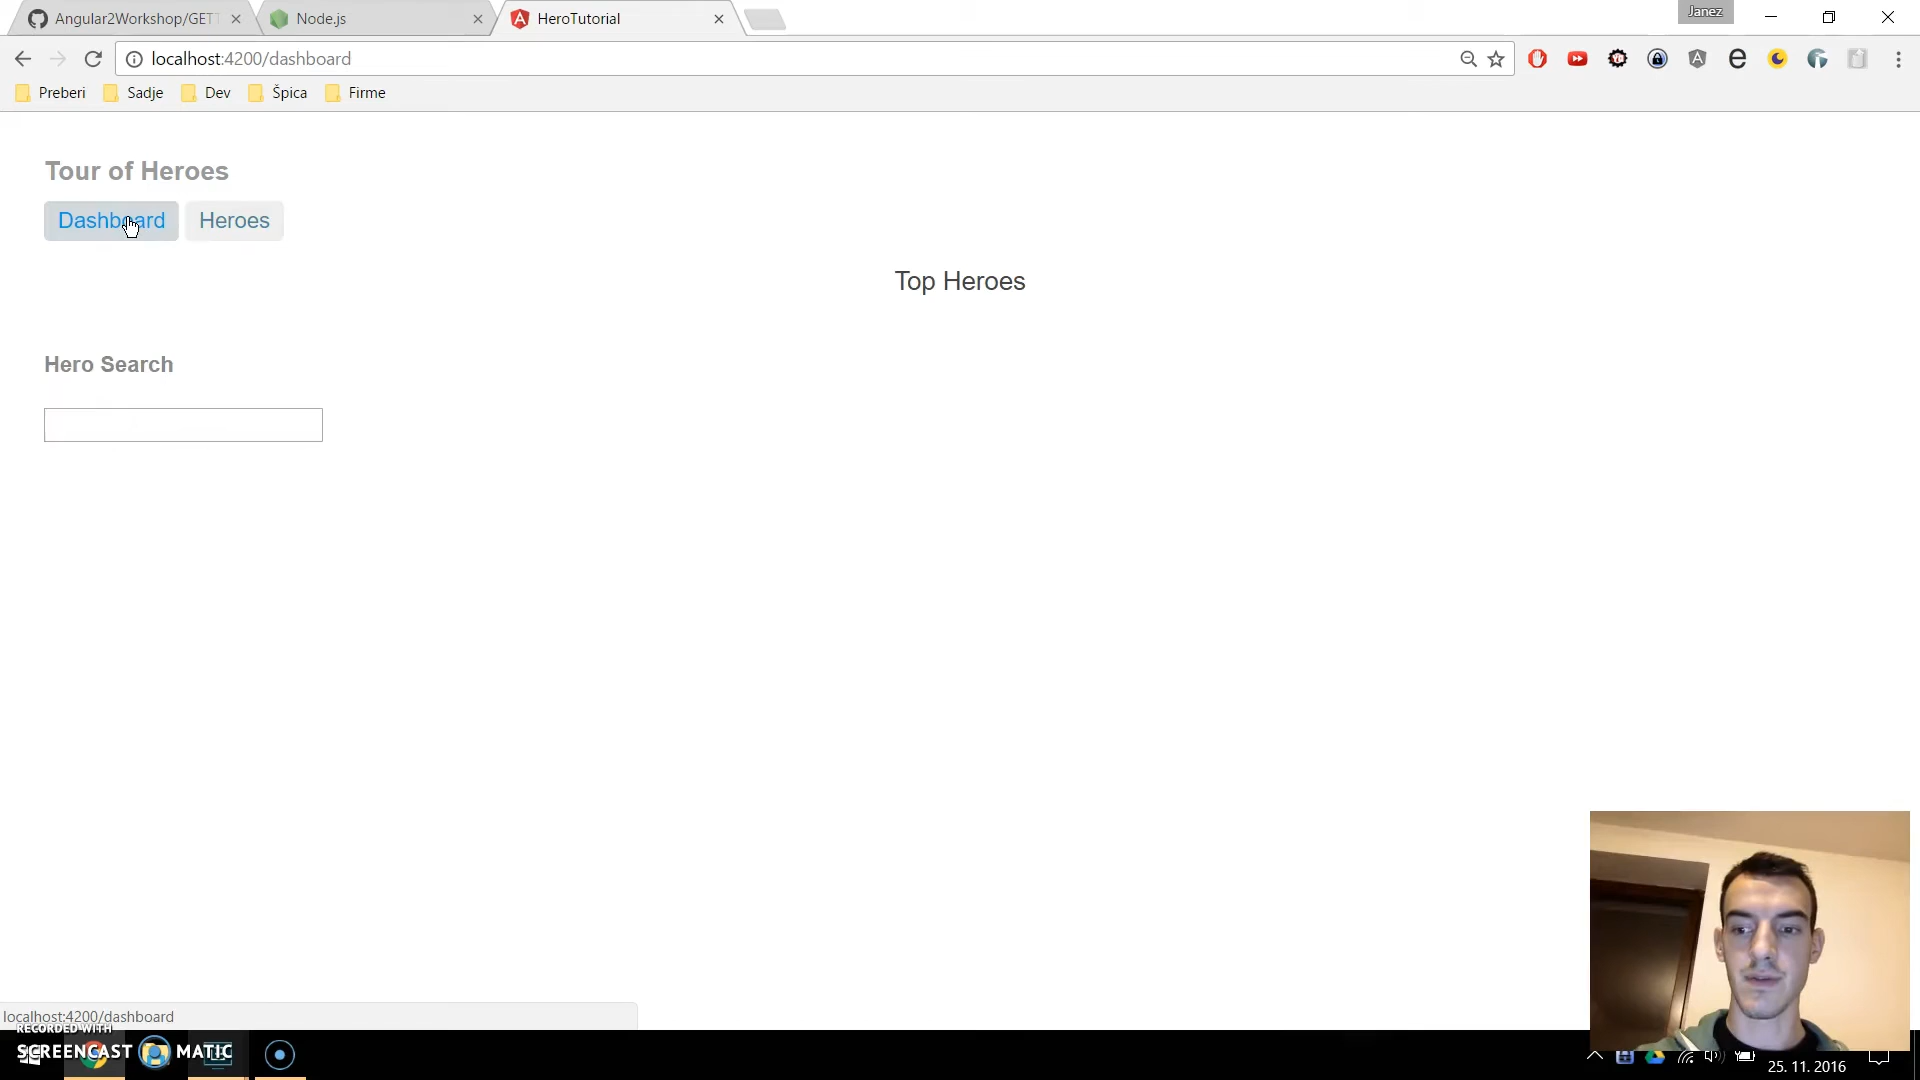 Angular2Workshop/GET
Node.js
HeroTutorial
Janez
localhost:4200/dashboard
Preberi
Sadje
Dev
Špica
Firme
Tour of Heroes
Dashboard
Heroes
Top Heroes
Hero Search
localhost:4200/dashboard
RECORDED WITH
SCREENCAST MATIC
25. 11. 2016